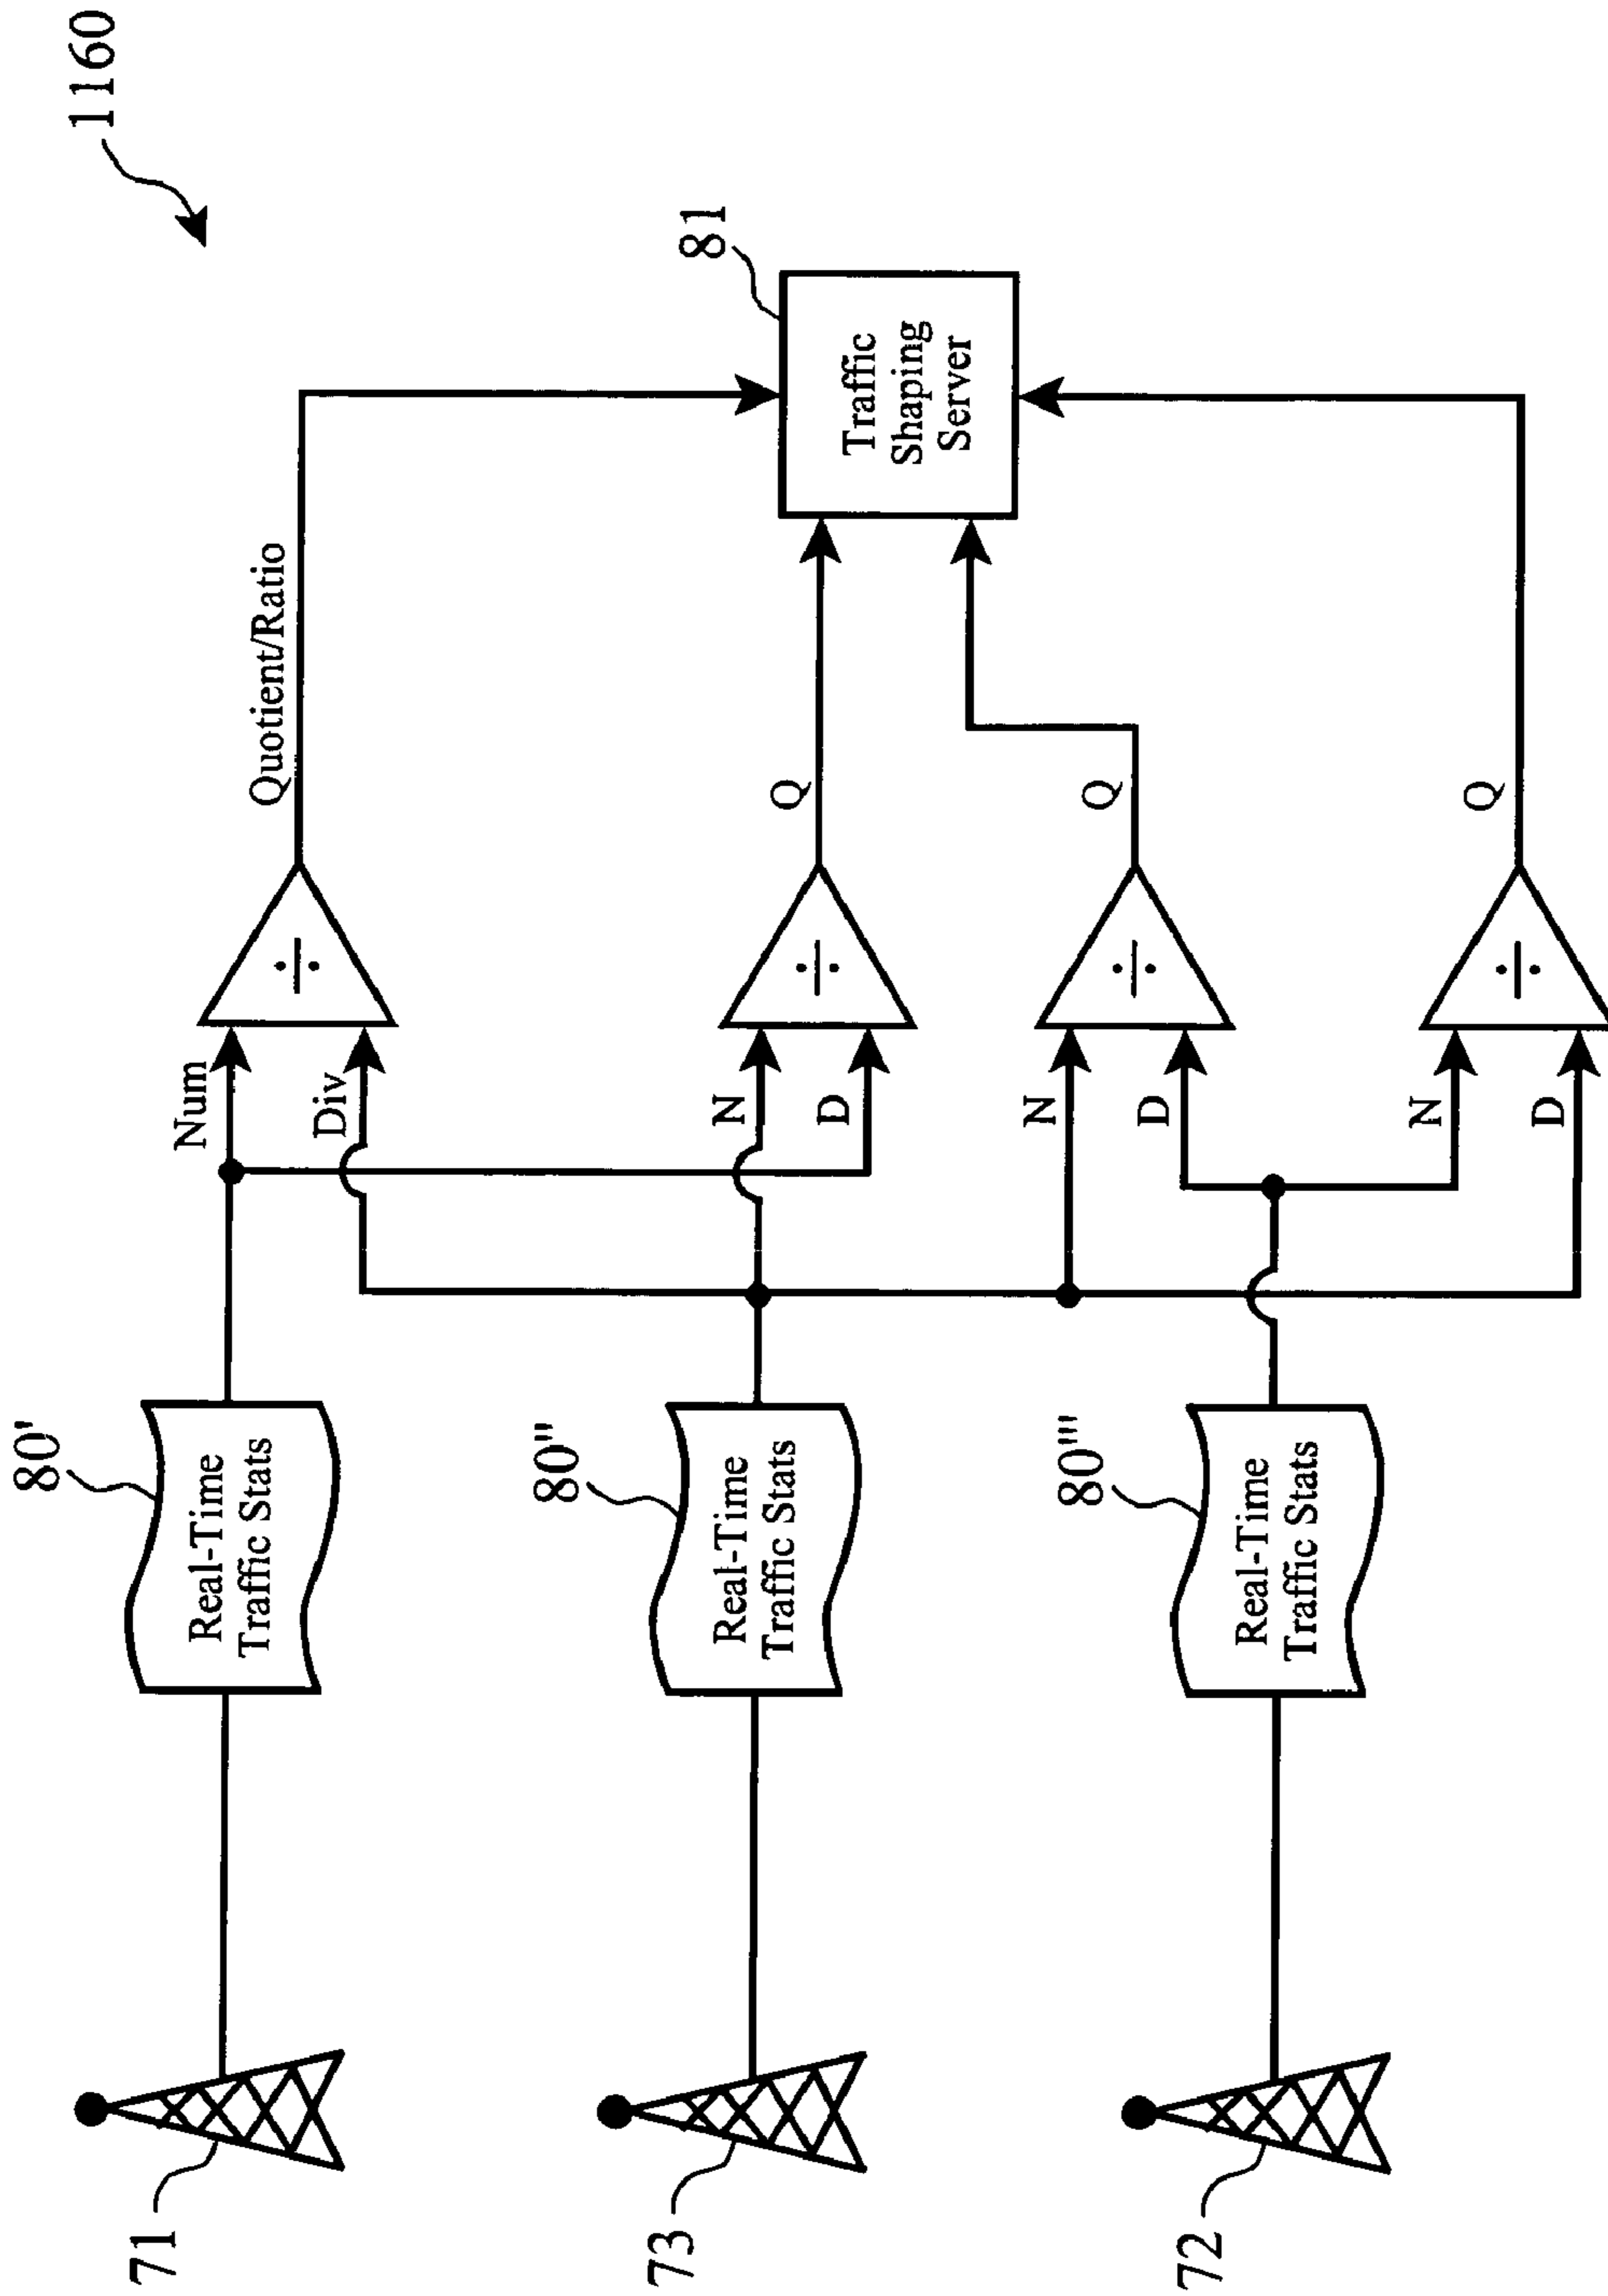 1160
71
80'
Real-Time
Traffic Stats
Num
Div
Quotient/Ratio
÷
81
Traffic
Shaping
Server
73
80"
Real-Time
Traffic Stats
N
D
÷
Q
N
D
÷
Q
72
80'''
Real-Time
Traffic Stats
N
D
÷
Q